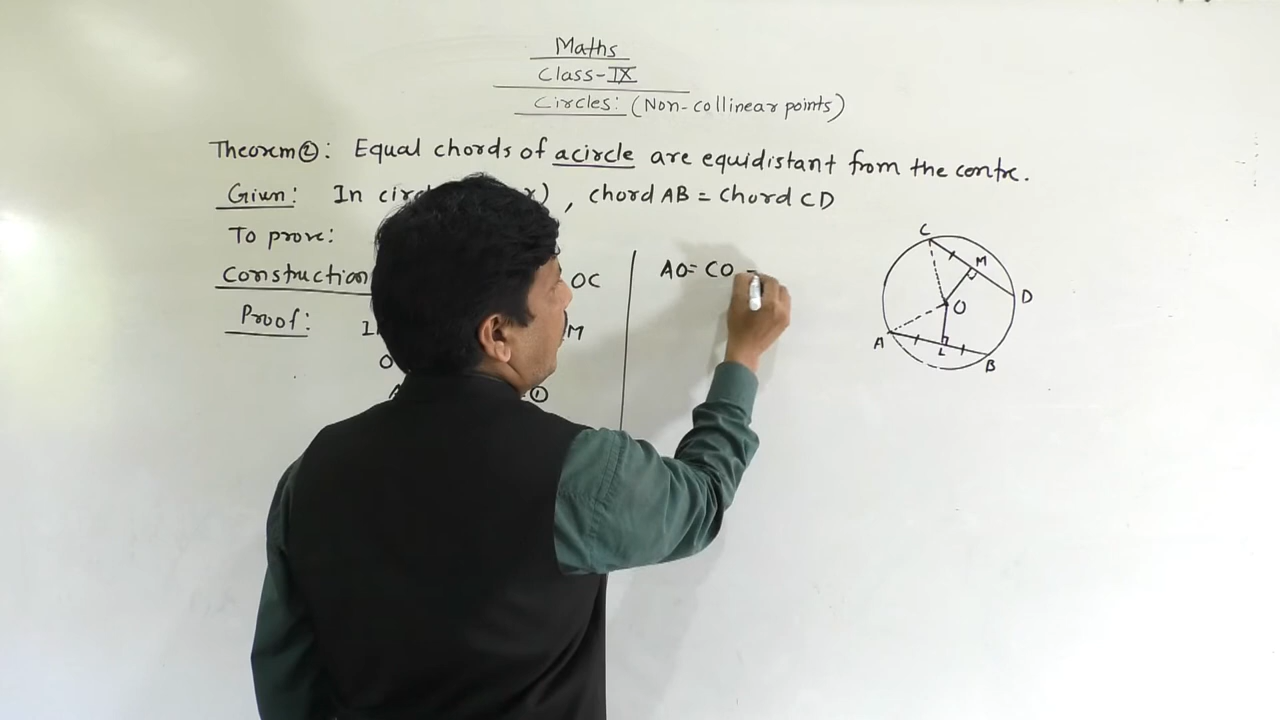 Maths
Class-IX
Circles: (Non-collinear points)
Theorem②: Equal chords of a circle are equidistant from the centre.
Given: In r), chord AB = Chord CD
To prove:
Construction OC
Proof: M
①
AO = CO -
C
M
D
O
A
L
B